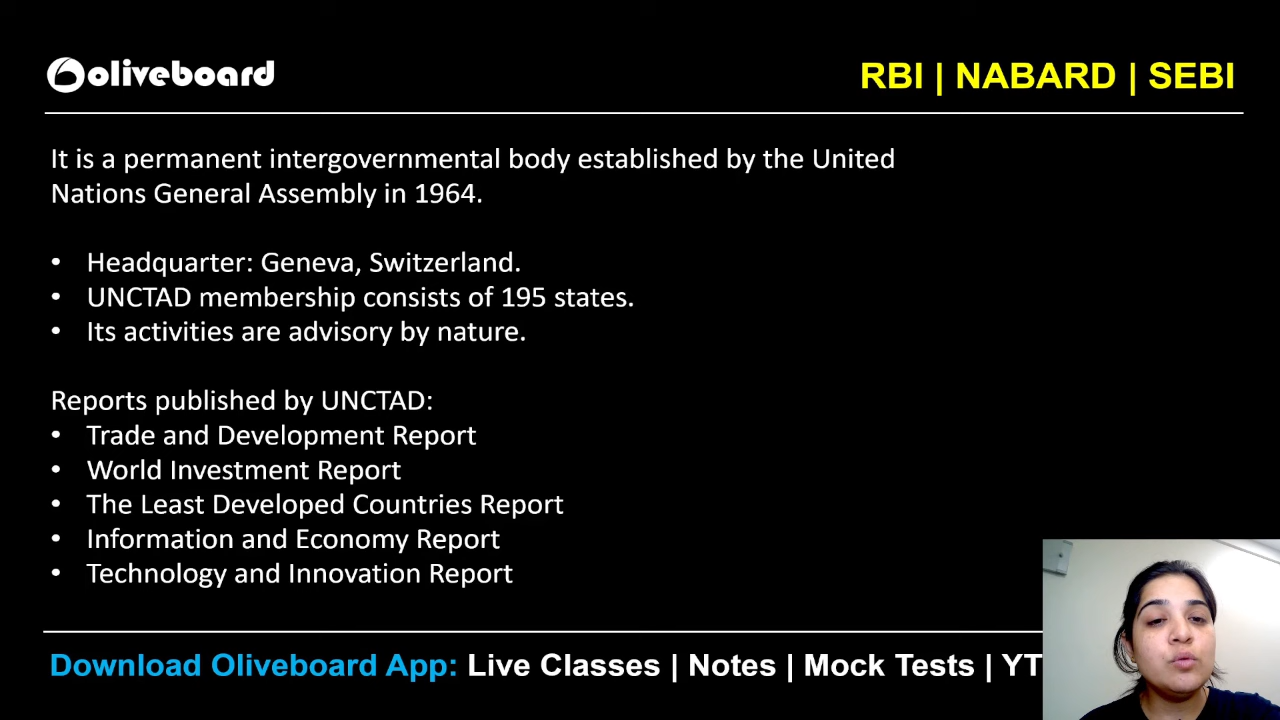 oliveboard
RBI | NABARD | SEBI
It is a permanent intergovernmental body established by the United
Nations General Assembly in 1964.
• Headquarter: Geneva, Switzerland.
• UNCTAD membership consists of 195 states.
• Its activities are advisory by nature.
Reports published by UNCTAD:
• Trade and Development Report
• World Investment Report
• The Least Developed Countries Report
• Information and Economy Report
• Technology and Innovation Report
Download Oliveboard App: Live Classes | Notes | Mock Tests | YT